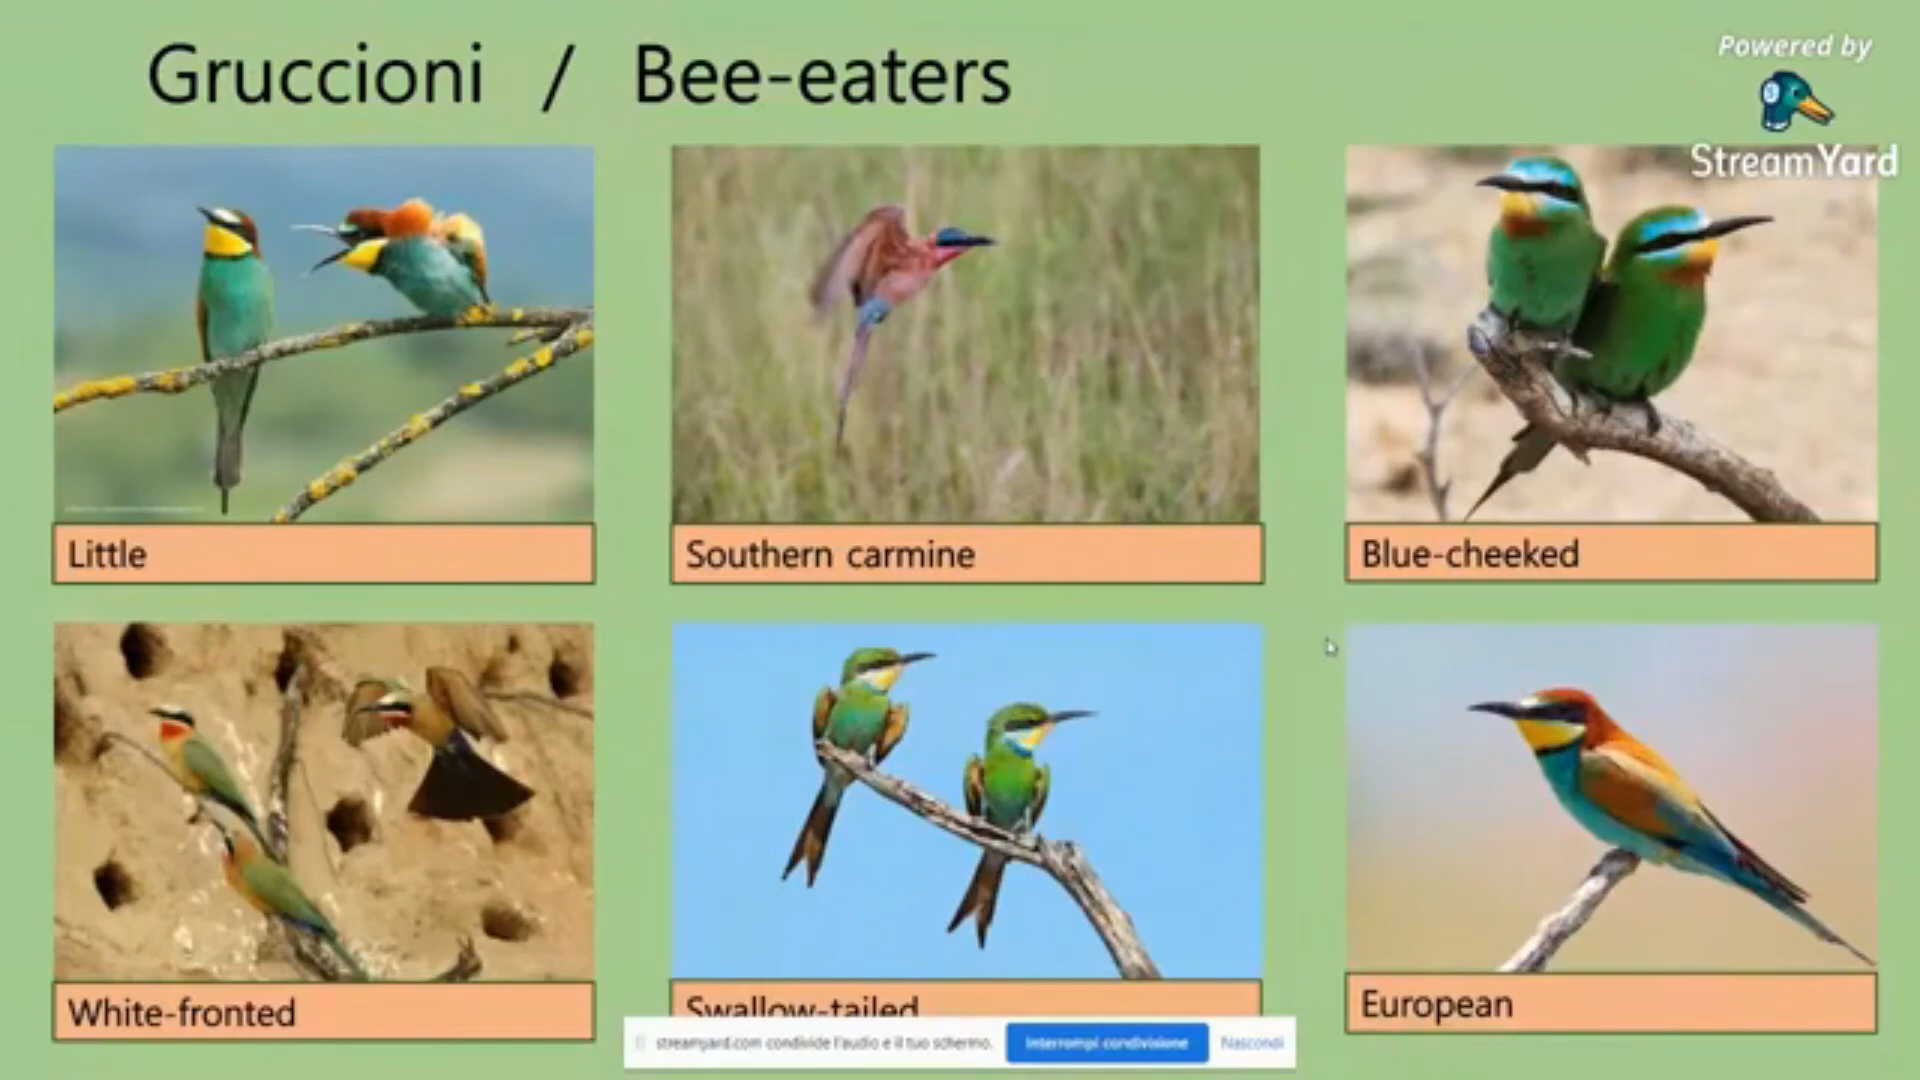 Gruccioni / Bee-eaters
Powered by
StreamYard
Little
Southern carmine
Blue-cheeked
White-fronted
Swallow-tailed
European
streamyard.com condivide l'audio e il tuo schermo.
Interrompi condivisione
Nascondi